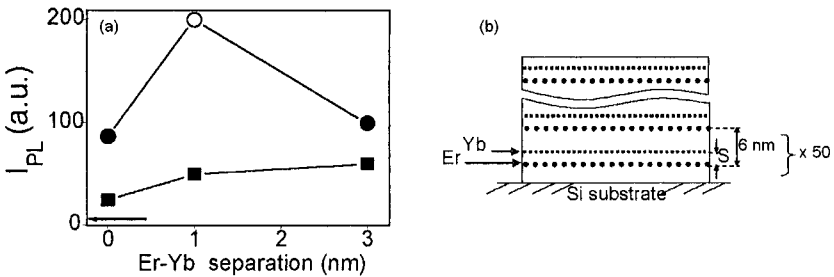 (a)
200
100
0
I_PL (a.u.)
0 1 2 3
Er-Yb separation (nm)
(b)
Yb
Er
S
6 nm
x 50
Si substrate